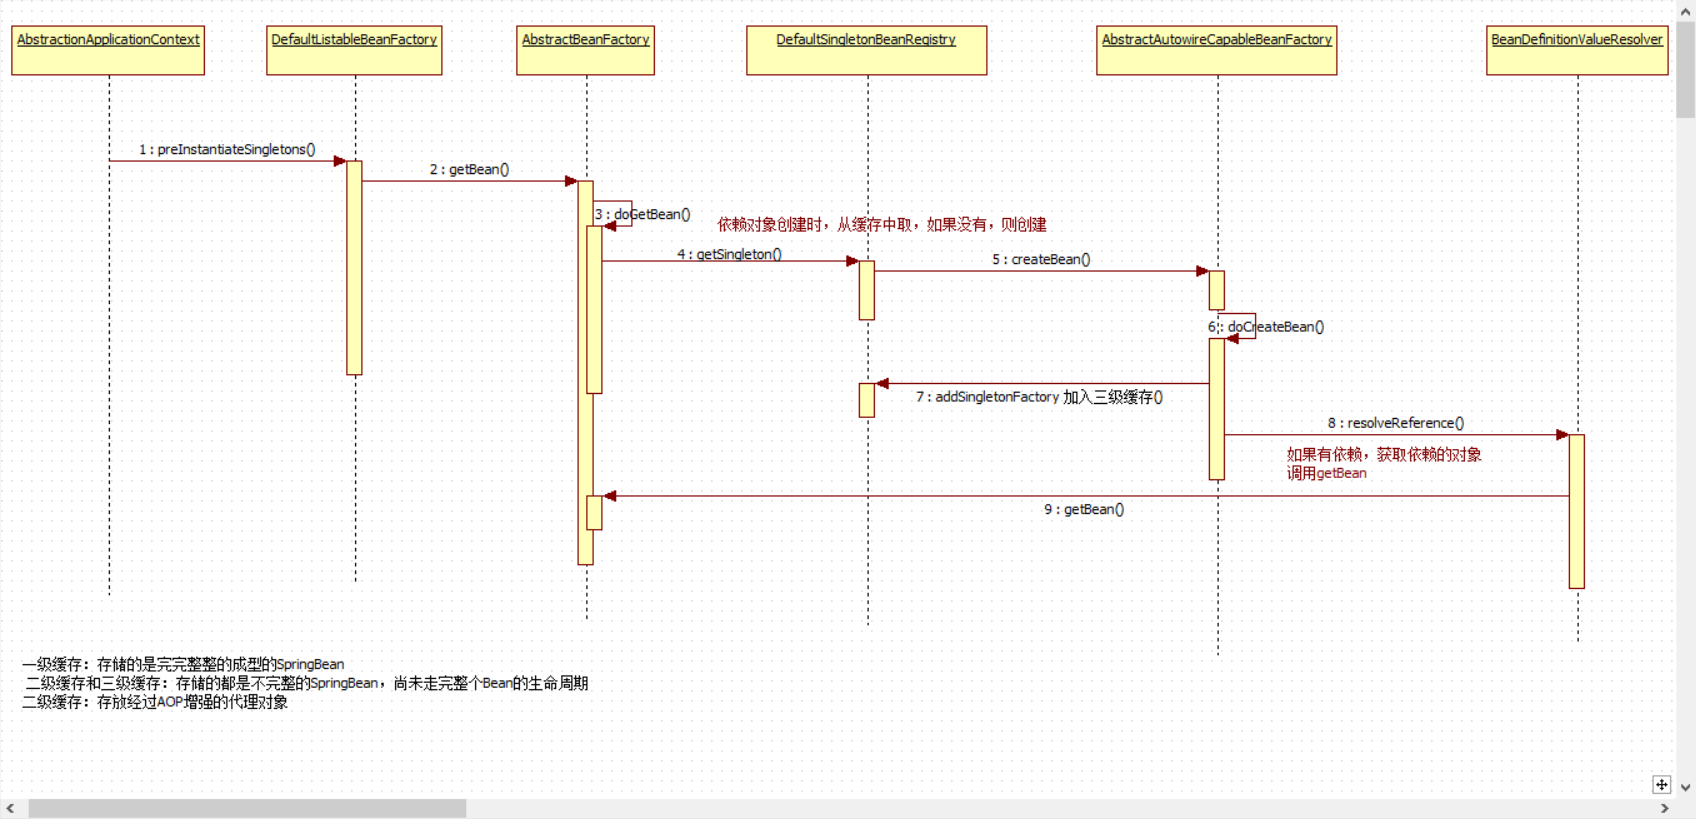 AbstractionApplicationContext
DefaultListableBeanFactory
AbstractBeanFactory
DefaultSingletonBeanRegistry
AbstractAutowireCapableBeanFactory
BeanDefinitionValueResolver
1 : preInstantiateSingletons()
2 : getBean()
3 : doGetBean()
依赖对象创建时，从缓存中取，如果没有，则创建
4 : getSingleton()
5 : createBean()
6 : doCreateBean()
7 : addSingletonFactory 加入三级缓存()
8 : resolveReference()
如果有依赖，获取依赖的对象
调用getBean
9 : getBean()
一级缓存：存储的是完完整整的成型的SpringBean
二级缓存和三级缓存：存储的都是不完整的SpringBean，尚未走完整个Bean的生命周期
二级缓存：存放经过AOP增强的代理对象